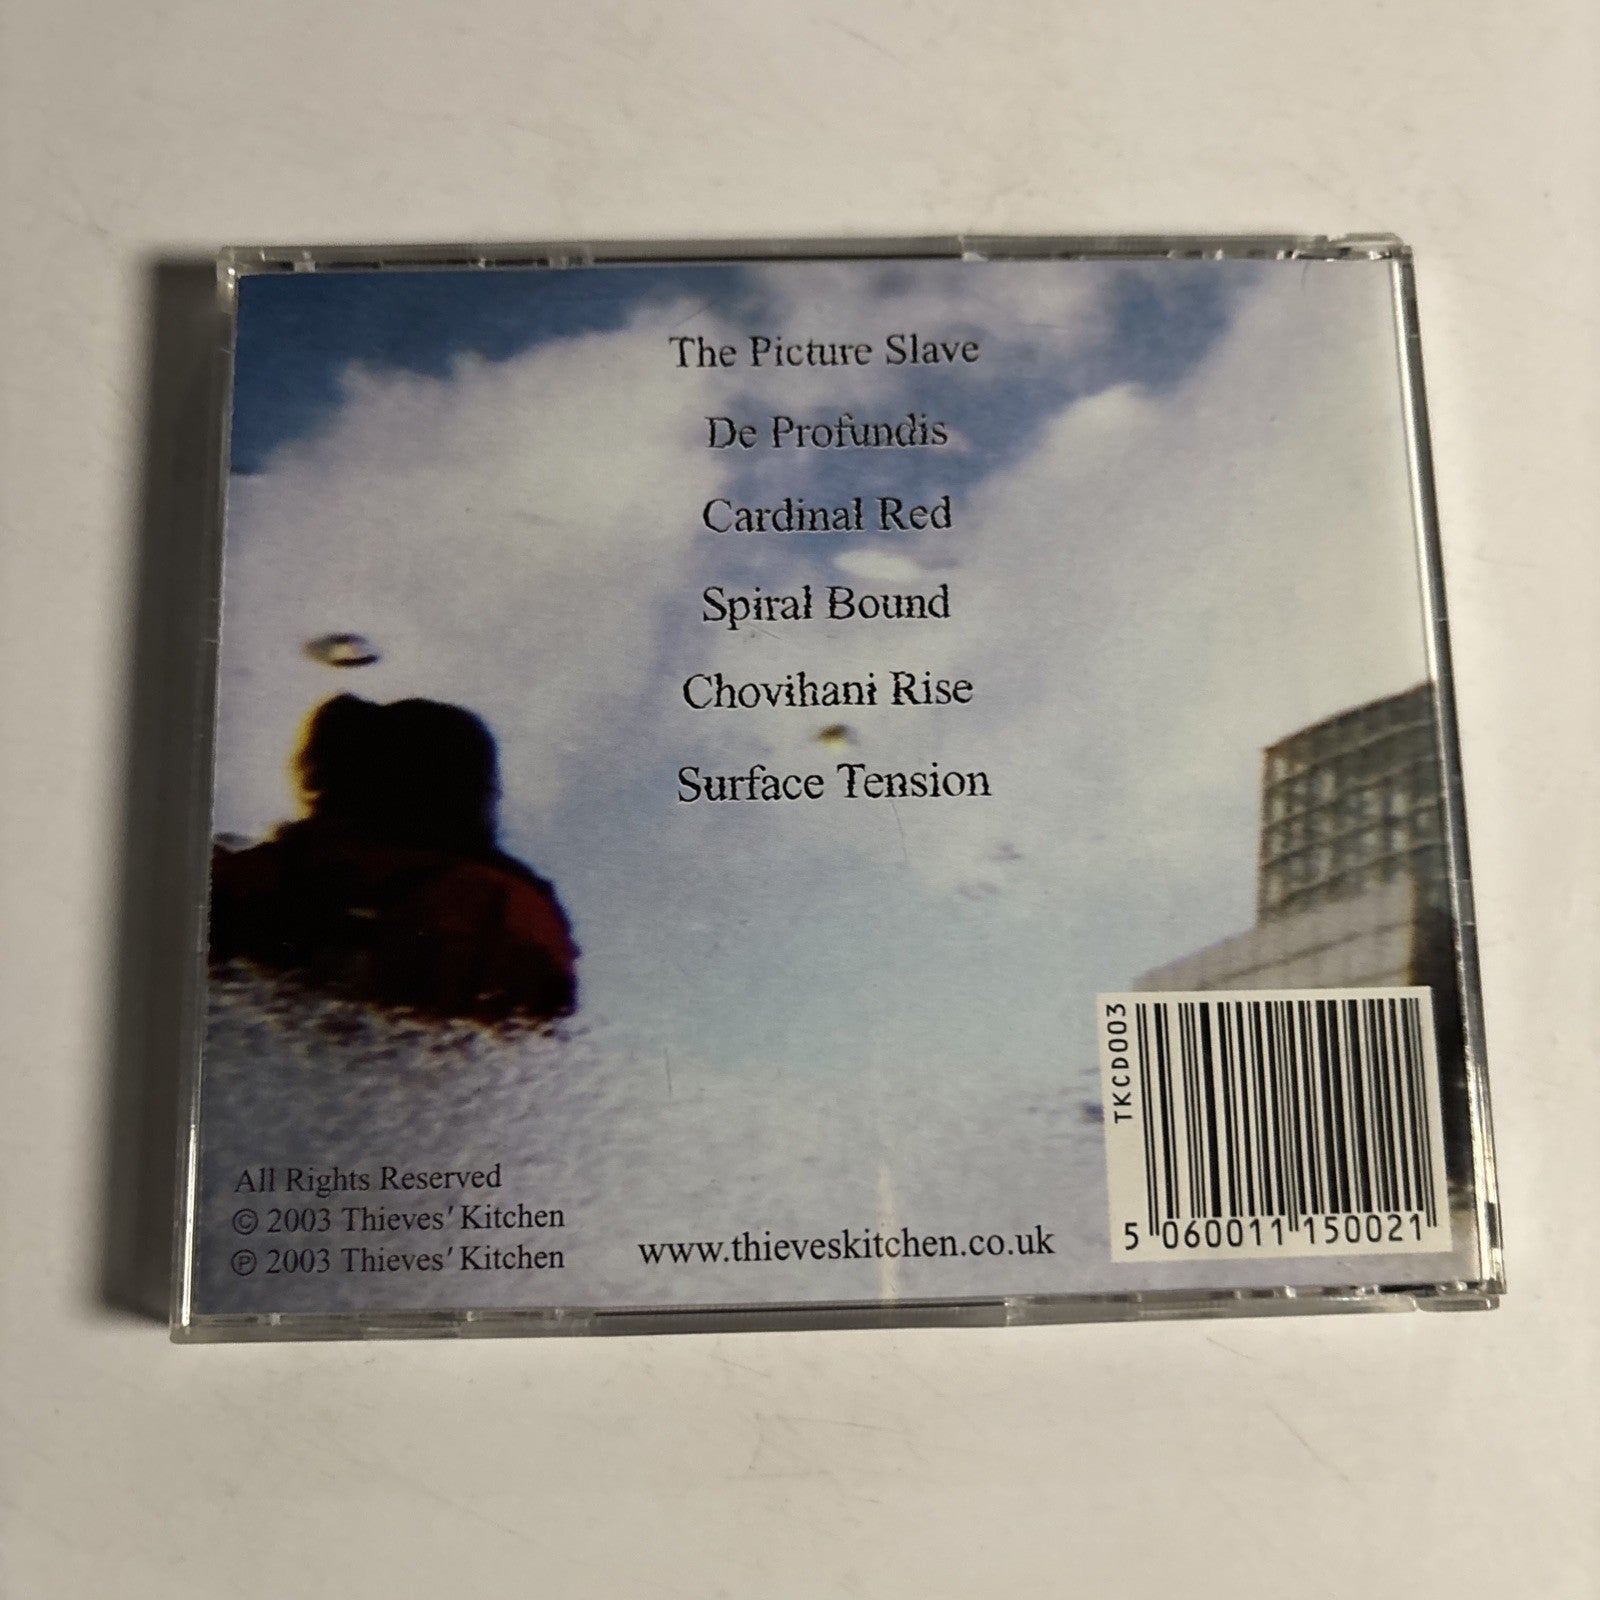 The Picture Slave
De Profundis
Cardinal Red
Spiral Bound
Chovihani Rise
Surface Tension
All Rights Reserved
© 2003 Thieves' Kitchen
℗ 2003 Thieves' Kitchen
www.thieveskitchen.co.uk
TKCD003
5 060011 150021